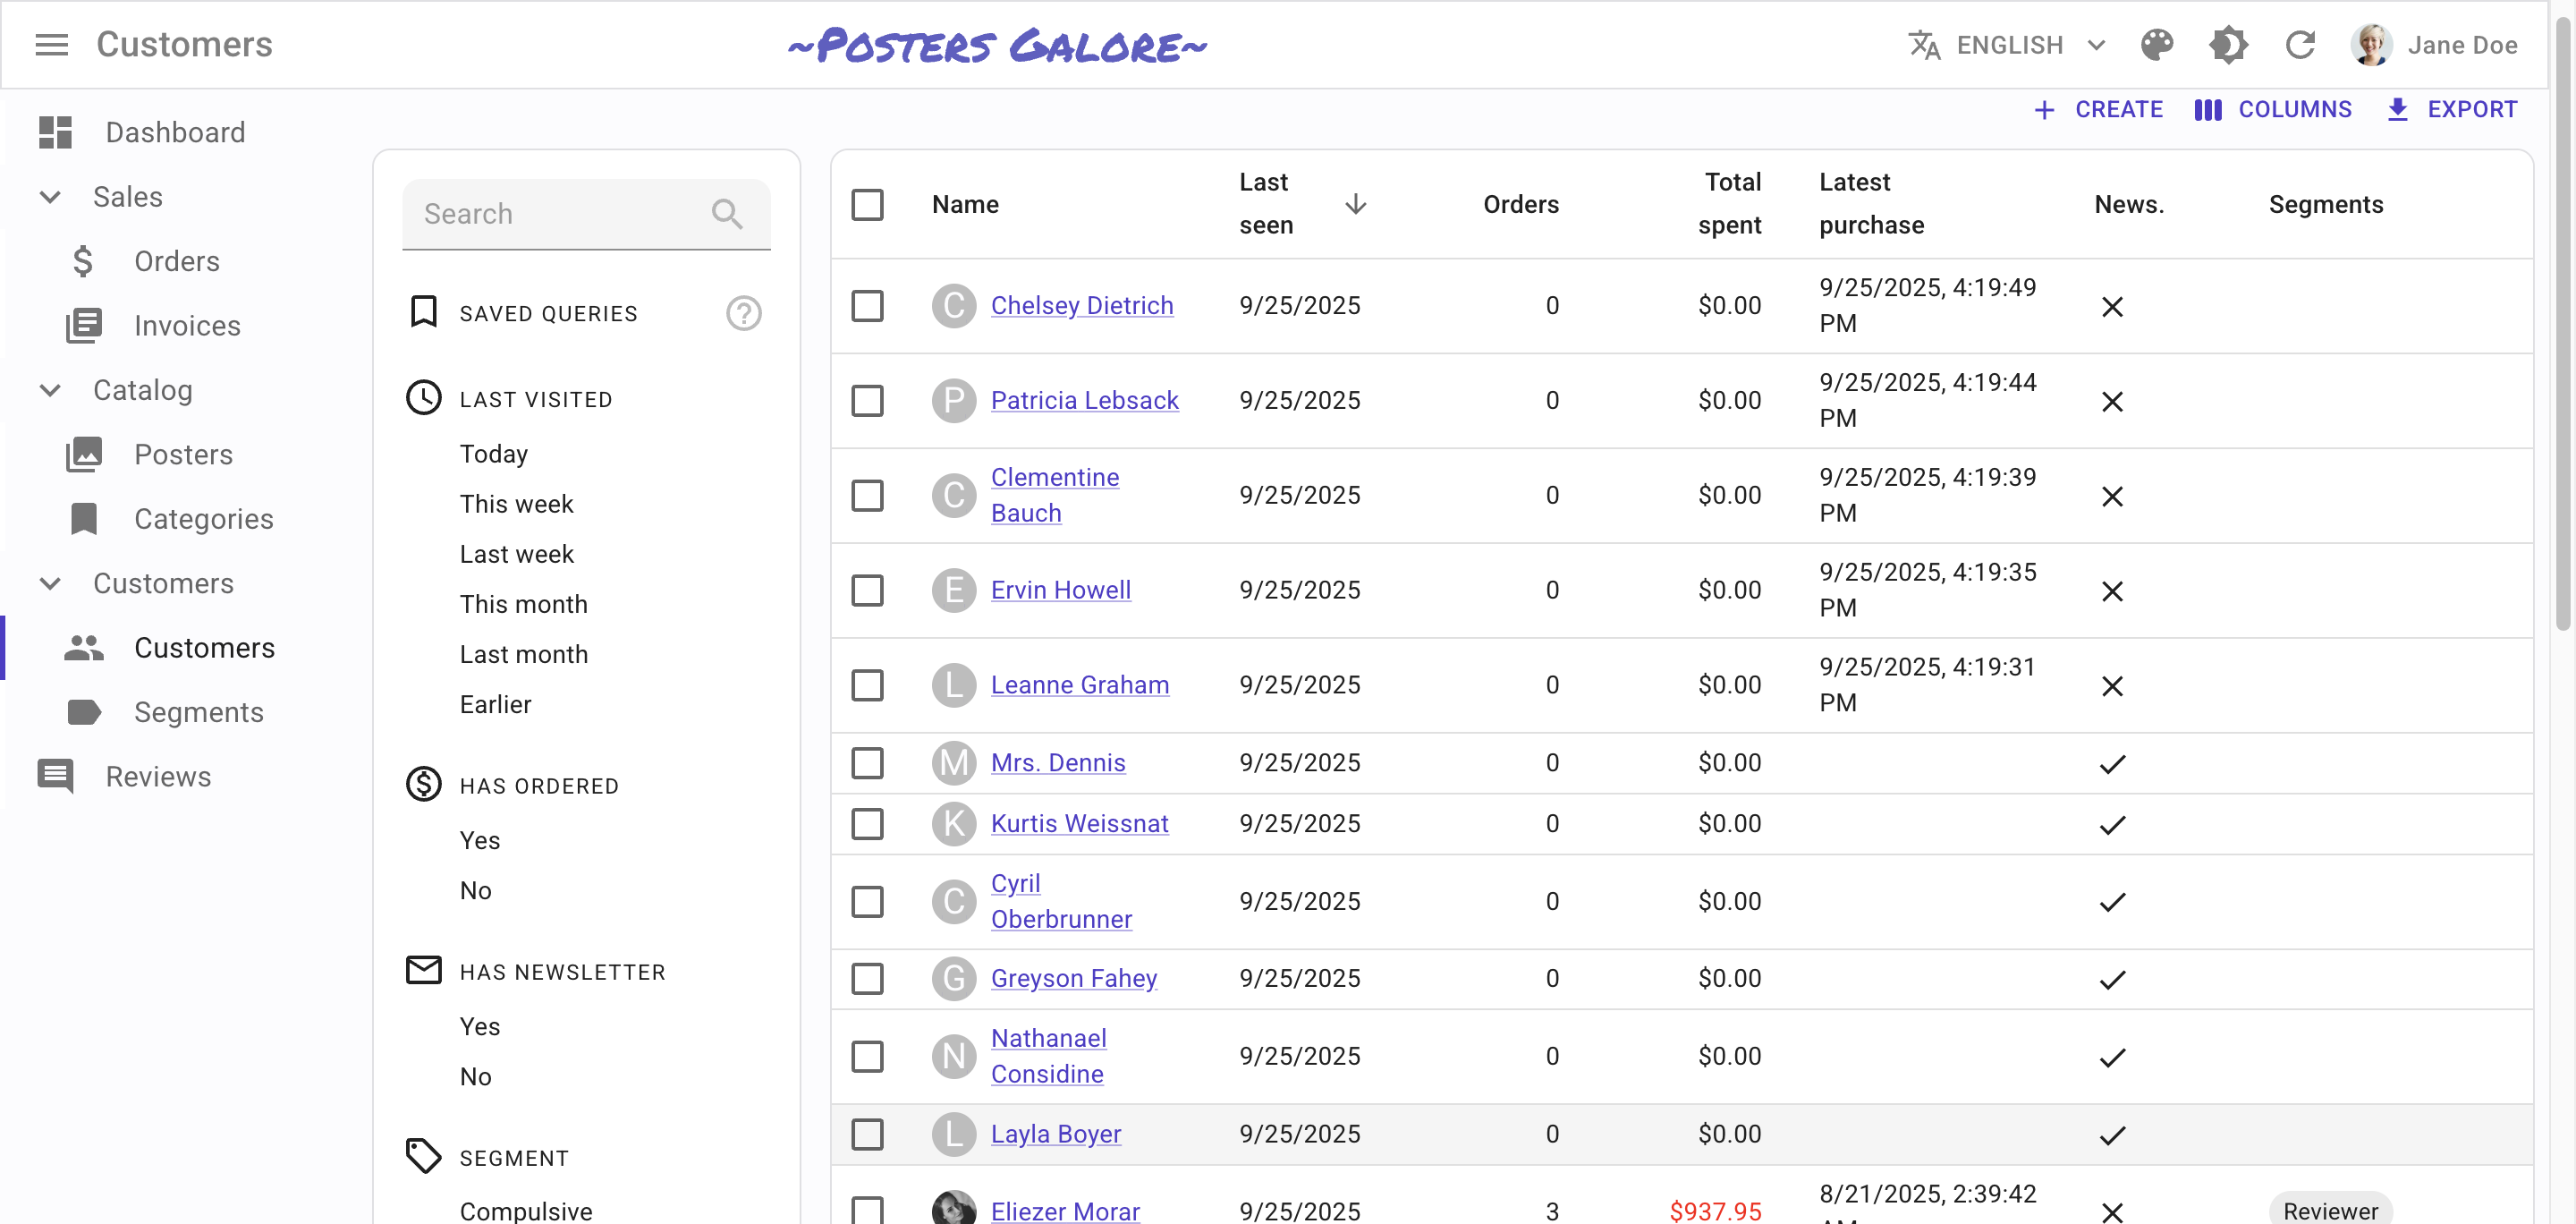 Customers
~Posters Galore~
ENGLISH
Jane Doe
CREATE
COLUMNS
EXPORT
Dashboard
Sales
Orders
Invoices
Catalog
Posters
Categories
Customers
Customers
Segments
Reviews
Search
SAVED QUERIES
?
LAST VISITED
Today
This week
Last week
This month
Last month
Earlier
HAS ORDERED
Yes
No
HAS NEWSLETTER
Yes
No
SEGMENT
Compulsive
Name
Last
seen
Orders
Total
spent
Latest
purchase
News.
Segments
C Chelsey Dietrich 9/25/2025 0 $0.00 9/25/2025, 4:19:49
PM
P Patricia Lebsack 9/25/2025 0 $0.00 9/25/2025, 4:19:44
PM
C Clementine
Bauch 9/25/2025 0 $0.00 9/25/2025, 4:19:39
PM
E Ervin Howell 9/25/2025 0 $0.00 9/25/2025, 4:19:35
PM
L Leanne Graham 9/25/2025 0 $0.00 9/25/2025, 4:19:31
PM
M Mrs. Dennis 9/25/2025 0 $0.00
K Kurtis Weissnat 9/25/2025 0 $0.00
C Cyril
Oberbrunner 9/25/2025 0 $0.00
G Greyson Fahey 9/25/2025 0 $0.00
N Nathanael
Considine 9/25/2025 0 $0.00
L Layla Boyer 9/25/2025 0 $0.00
Eliezer Morar 9/25/2025 3 $937.95 8/21/2025, 2:39:42
Reviewer